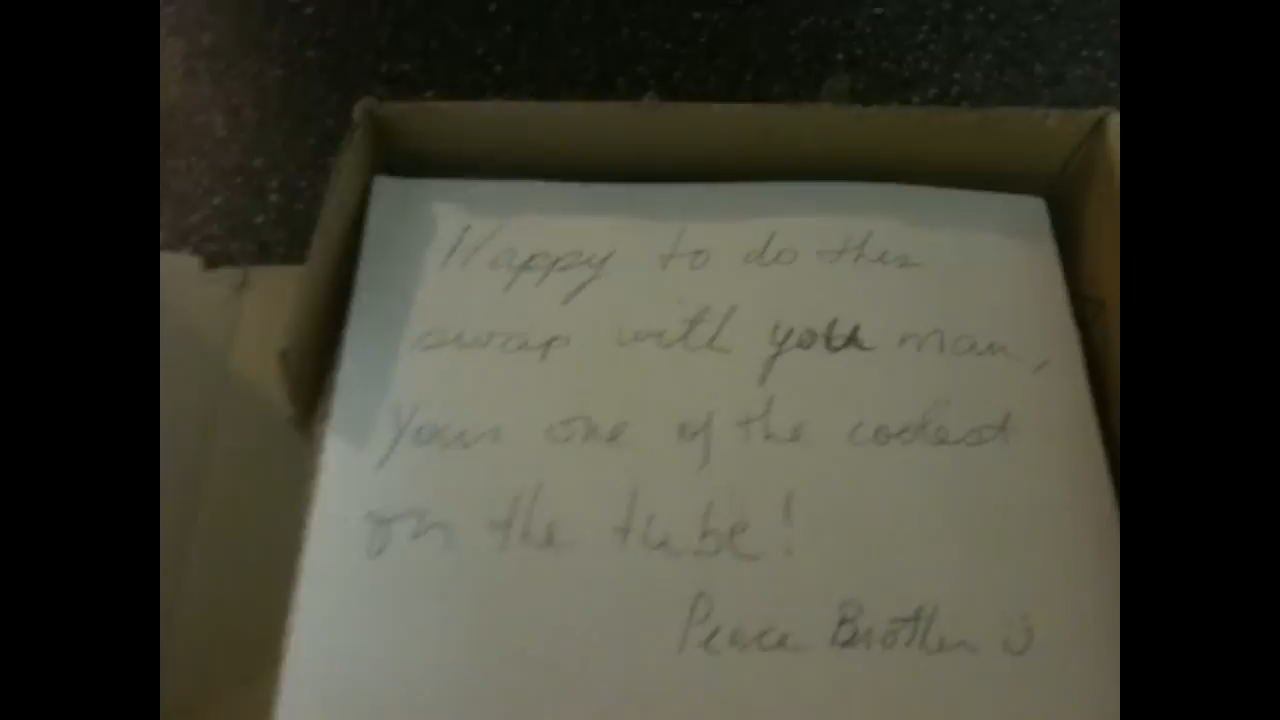 Happy to do this
swap with you man,
Your one of the coolest
on the tube!
Peace Brother :)